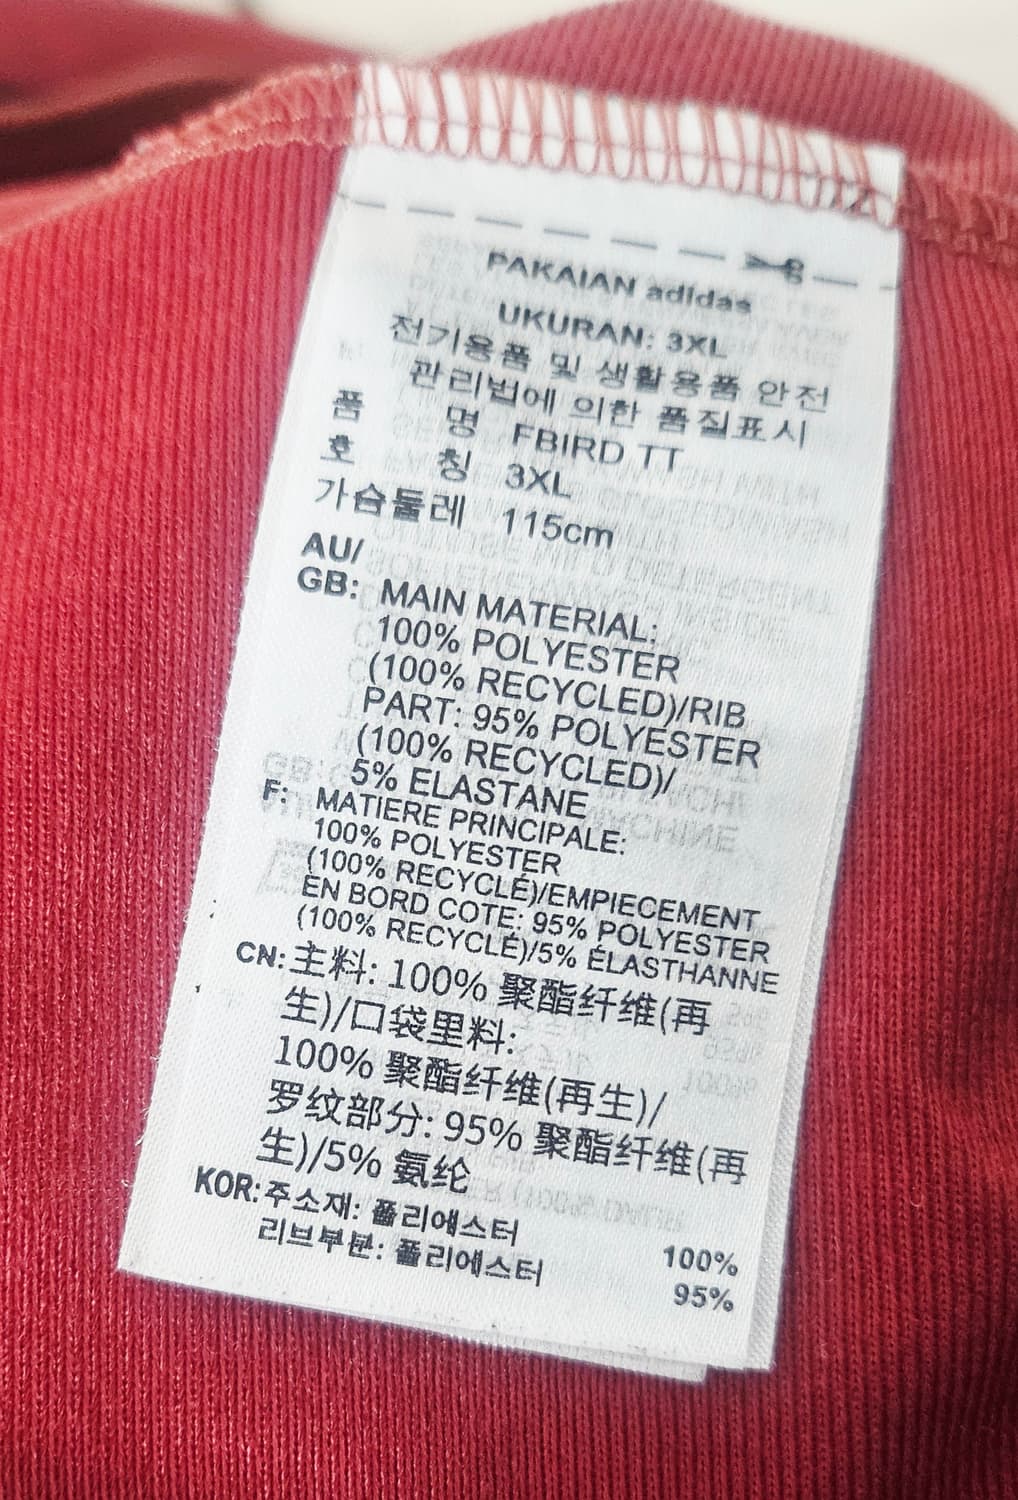 PAKAIAN adidas
UKURAN: 3XL
전기용품 및 생활용품 안전
관리법에 의한 품질표시
품 명 FBIRD TT
호 칭 3XL
가슴둘레 115cm
AU/
GB: MAIN MATERIAL:
100% POLYESTER
(100% RECYCLED)/RIB
PART: 95% POLYESTER
(100% RECYCLED)/
5% ELASTANE
F: MATIERE PRINCIPALE:
100% POLYESTER
(100% RECYCLÉ)/EMPIECEMENT
EN BORD COTE: 95% POLYESTER
(100% RECYCLÉ)/5% ÉLASTHANNE
CN: 主料: 100% 聚酯纤维(再
生)/口袋里料:
100% 聚酯纤维(再生)/
罗纹部分: 95% 聚酯纤维(再
生)/5% 氨纶
KOR: 주소재: 폴리에스터 100%
리브부분: 폴리에스터 95%